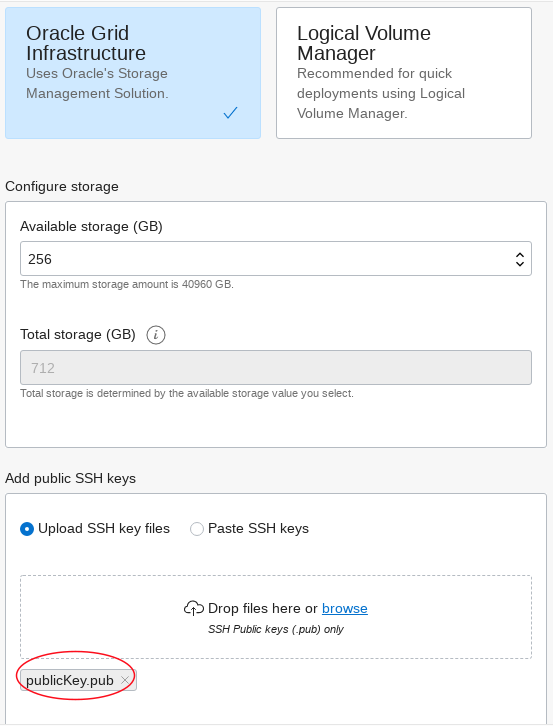 Oracle Grid
Infrastructure
Uses Oracle's Storage
Management Solution.
Logical Volume
Manager
Recommended for quick
deployments using Logical
Volume Manager.
Configure storage
Available storage (GB)
256
The maximum storage amount is 40960 GB.
Total storage (GB) i
712
Total storage is determined by the available storage value you select.
Add public SSH keys
Upload SSH key files Paste SSH keys
Drop files here or browse
SSH Public keys (.pub) only
publicKey.pub ×